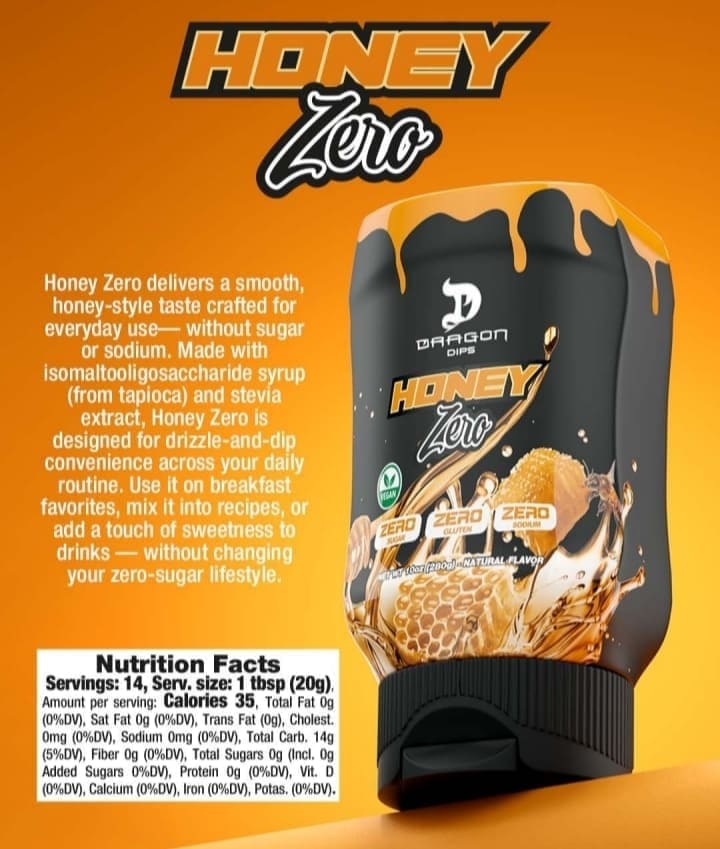 HONEY
Zero
Honey Zero delivers a smooth,
honey-style taste crafted for
everyday use— without sugar
or sodium. Made with
isomaltooligosaccharide syrup
(from tapioca) and stevia
extract, Honey Zero is
designed for drizzle-and-dip
convenience across your daily
routine. Use it on breakfast
favorites, mix it into recipes, or
add a touch of sweetness to
drinks — without changing
your zero-sugar lifestyle.
DRAGON
DIPS
HONEY
Zero
VEGAN
ZERO
SUGAR
ZERO
GLUTEN
ZERO
SODIUM
NET WT 10oz (280g) - NATURAL FLAVOR
Nutrition Facts
Servings: 14, Serv. size: 1 tbsp (20g),
Amount per serving: Calories 35, Total Fat 0g
(0%DV), Sat Fat 0g (0%DV), Trans Fat (0g), Cholest.
0mg (0%DV), Sodium 0mg (0%DV), Total Carb. 14g
(5%DV), Fiber 0g (0%DV), Total Sugars 0g (Incl. 0g
Added Sugars 0%DV), Protein 0g (0%DV), Vit. D
(0%DV), Calcium (0%DV), Iron (0%DV), Potas. (0%DV).